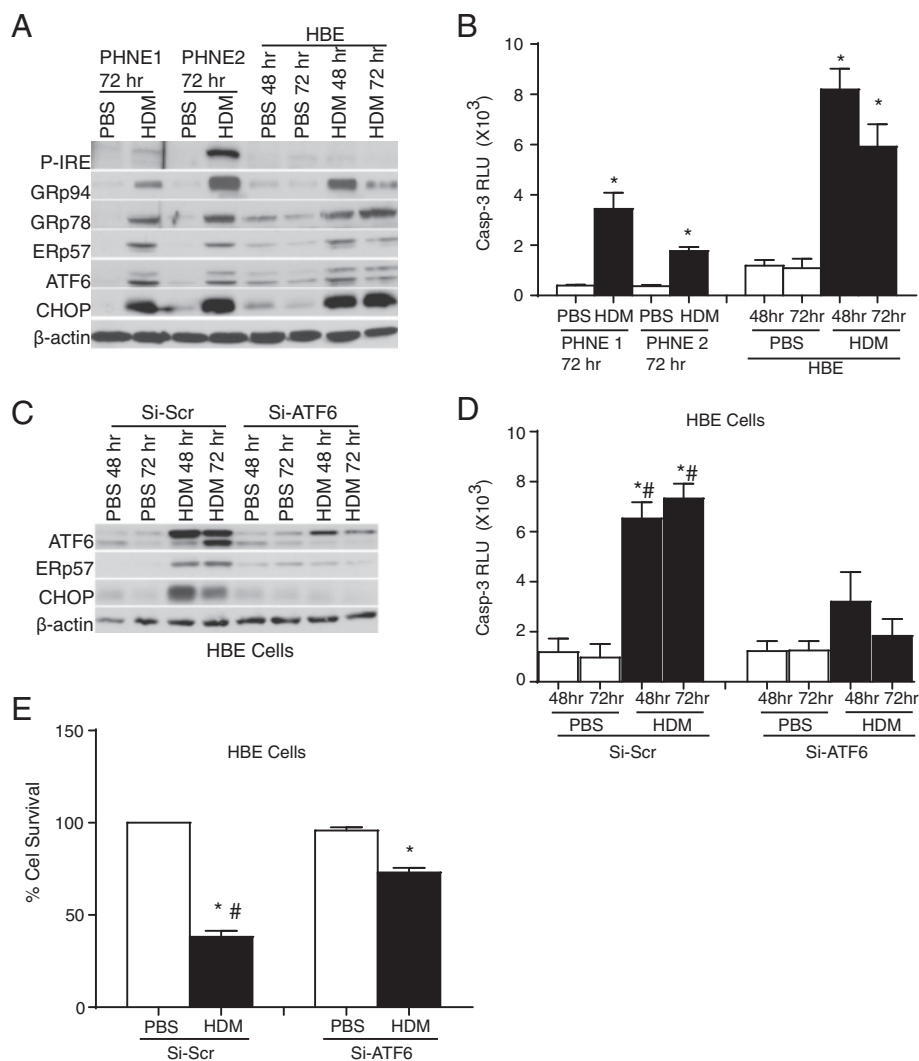 A
HBE
PHNE1 PHNE2
72 hr 72 hr
PBS HDM PBS HDM PBS 48 hr PBS 72 hr HDM 48 hr HDM 72 hr
P-IRE
GRp94
GRp78
ERp57
ATF6
CHOP
β-actin
B
Casp-3 RLU (X10³)
10
8
6
4
2
0
* * * *
PBS HDM PBS HDM 48hr 72hr 48hr 72hr
PHNE 1 PHNE 2 PBS HDM
72 hr 72 hr HBE
C
Si-Scr Si-ATF6
PBS 48 hr PBS 72 hr HDM 48 hr HDM 72 hr PBS 48 hr PBS 72 hr HDM 48 hr HDM 72 hr
ATF6
ERp57
CHOP
β-actin
HBE Cells
D
HBE Cells
Casp-3 RLU (X10³)
10
8
6
4
2
0
*# *#
48hr 72hr 48hr 72hr 48hr 72hr 48hr 72hr
PBS HDM PBS HDM
Si-Scr Si-ATF6
E
HBE Cells
% Cel Survival
150
100
50
0
* # *
PBS HDM PBS HDM
Si-Scr Si-ATF6